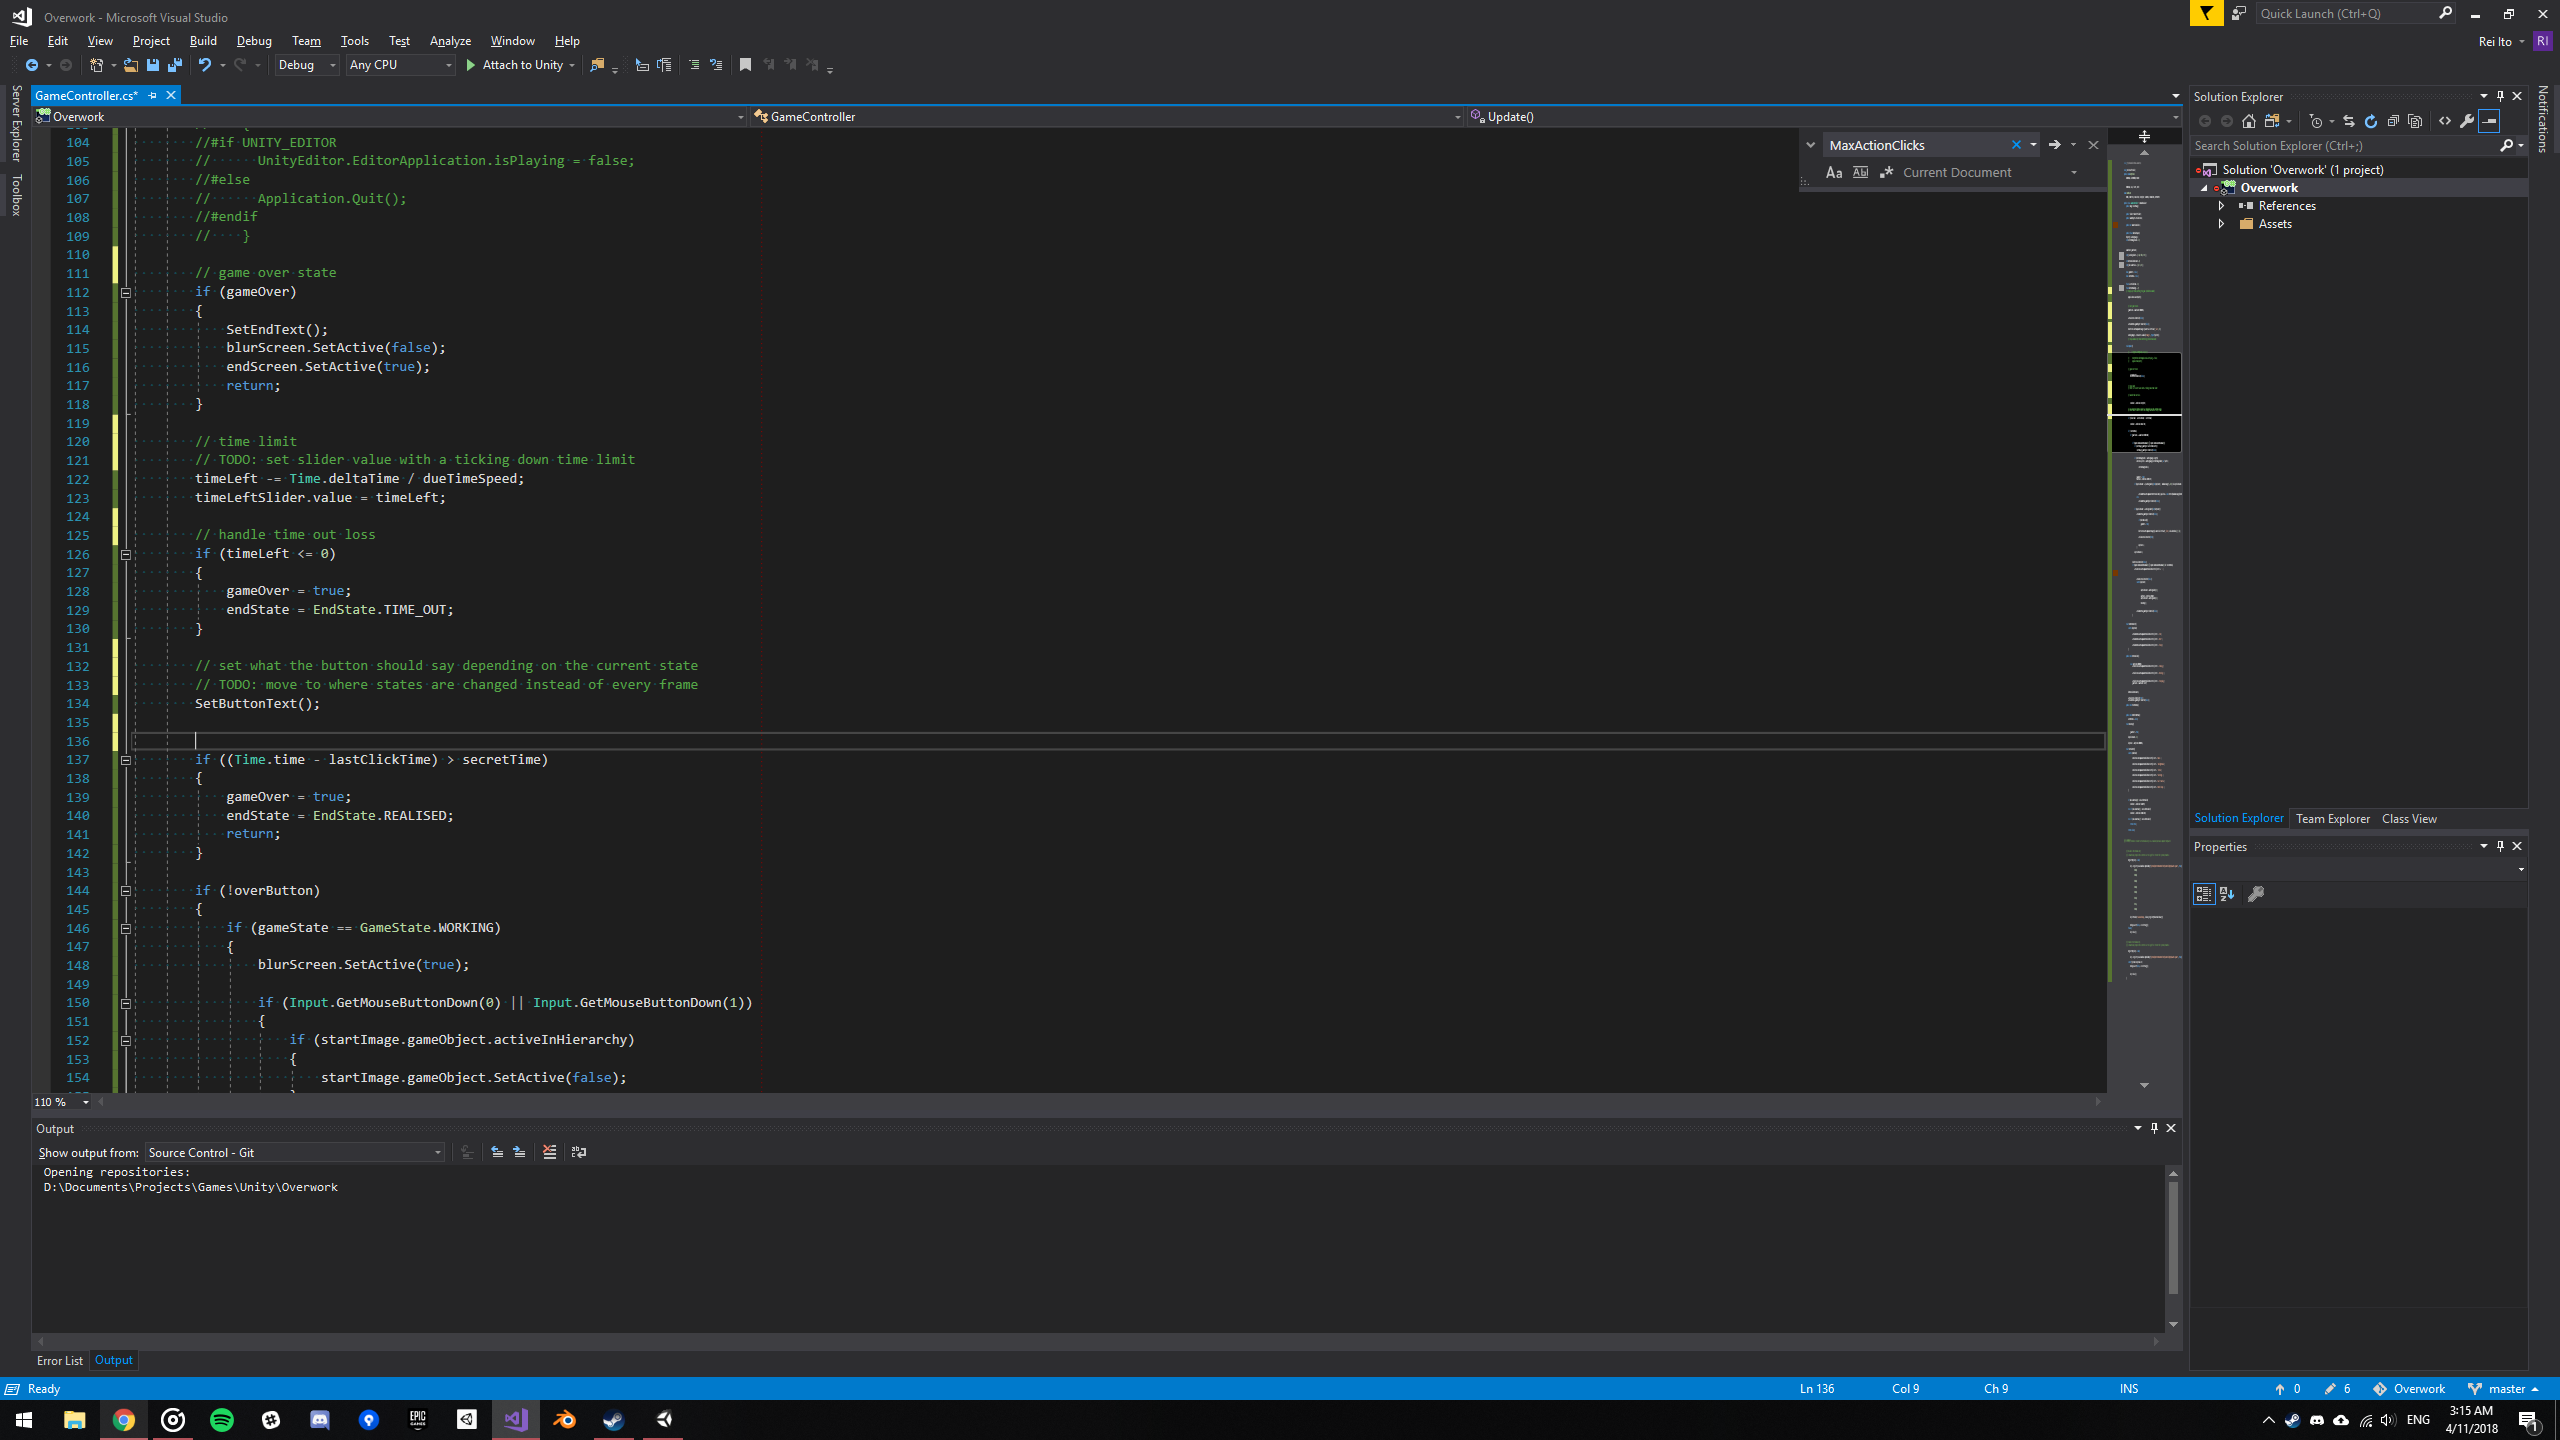 Overwork - Microsoft Visual Studio
Quick Launch (Ctrl+Q)
File Edit View Project Build Debug Team Tools Test Analyze Window Help
Rei Ito RI
Debug Any CPU Attach to Unity
Server Explorer
Toolbox
GameController.cs*
Overwork GameController Update()
MaxActionClicks
Aa Current Document
104 //#if UNITY_EDITOR
105 // UnityEditor.EditorApplication.isPlaying = false;
106 //#else
107 // Application.Quit();
108 //#endif
109 // }
110
111 // game over state
112 if (gameOver)
113 {
114 SetEndText();
115 blurScreen.SetActive(false);
116 endScreen.SetActive(true);
117 return;
118 }
119
120 // time limit
121 // TODO: set slider value with a ticking down time limit
122 timeLeft -= Time.deltaTime / dueTimeSpeed;
123 timeLeftSlider.value = timeLeft;
124
125 // handle time out loss
126 if (timeLeft <= 0)
127 {
128 gameOver = true;
129 endState = EndState.TIME_OUT;
130 }
131
132 // set what the button should say depending on the current state
133 // TODO: move to where states are changed instead of every frame
134 SetButtonText();
135
136
137 if ((Time.time - lastClickTime) > secretTime)
138 {
139 gameOver = true;
140 endState = EndState.REALISED;
141 return;
142 }
143
144 if (!overButton)
145 {
146 if (gameState == GameState.WORKING)
147 {
148 blurScreen.SetActive(true);
149
150 if (Input.GetMouseButtonDown(0) || Input.GetMouseButtonDown(1))
151 {
152 if (startImage.gameObject.activeInHierarchy)
153 {
154 startImage.gameObject.SetActive(false);
110 %
Output
Show output from: Source Control - Git
Opening repositories:
D:\Documents\Projects\Games\Unity\Overwork
Error List Output
Solution Explorer
Search Solution Explorer (Ctrl+;)
Solution 'Overwork' (1 project)
Overwork
References
Assets
Solution Explorer Team Explorer Class View
Properties
Notifications
Ready
Ln 136 Col 9 Ch 9 INS
0 6 Overwork master
EPIC GAMES
ENG
3:15 AM
4/11/2018
1